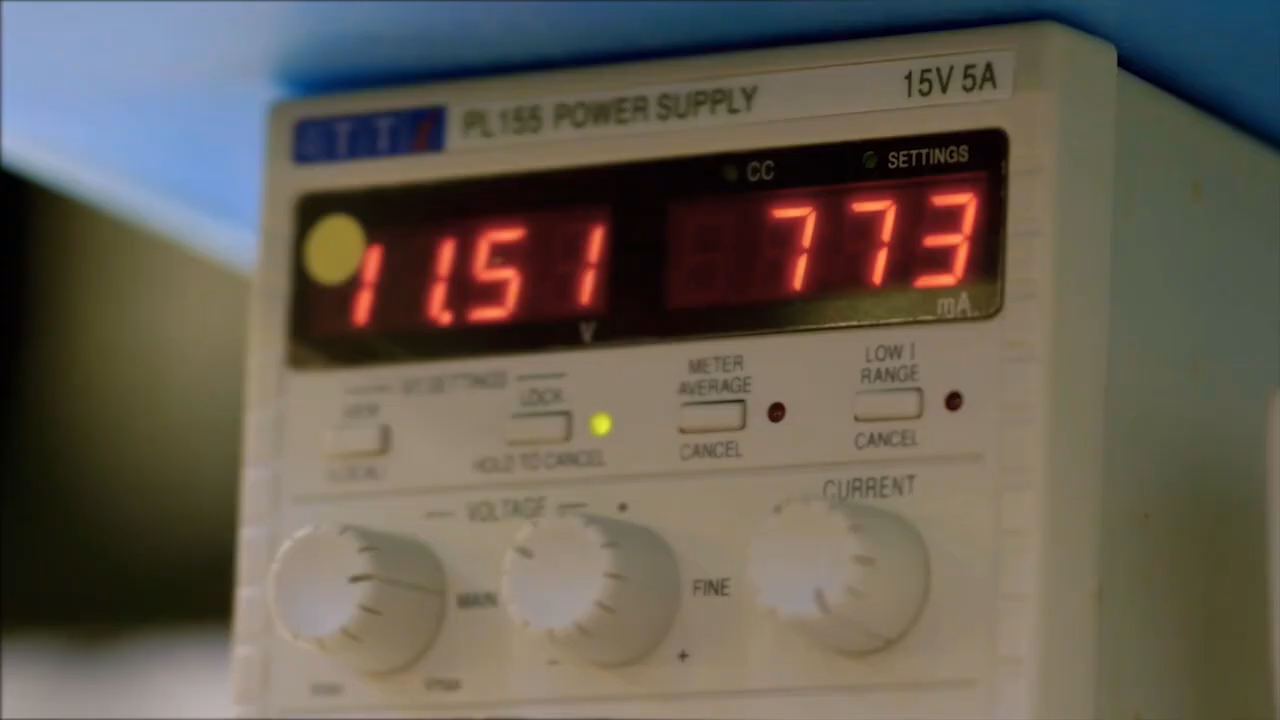 TTi PL155 POWER SUPPLY 15V 5A
CC SETTINGS
11.51 773
V mA
LOCK
HOLD TO CANCEL
METER
AVERAGE
CANCEL
LOW I
RANGE
CANCEL
VOLTAGE CURRENT
MAIN FINE
- +